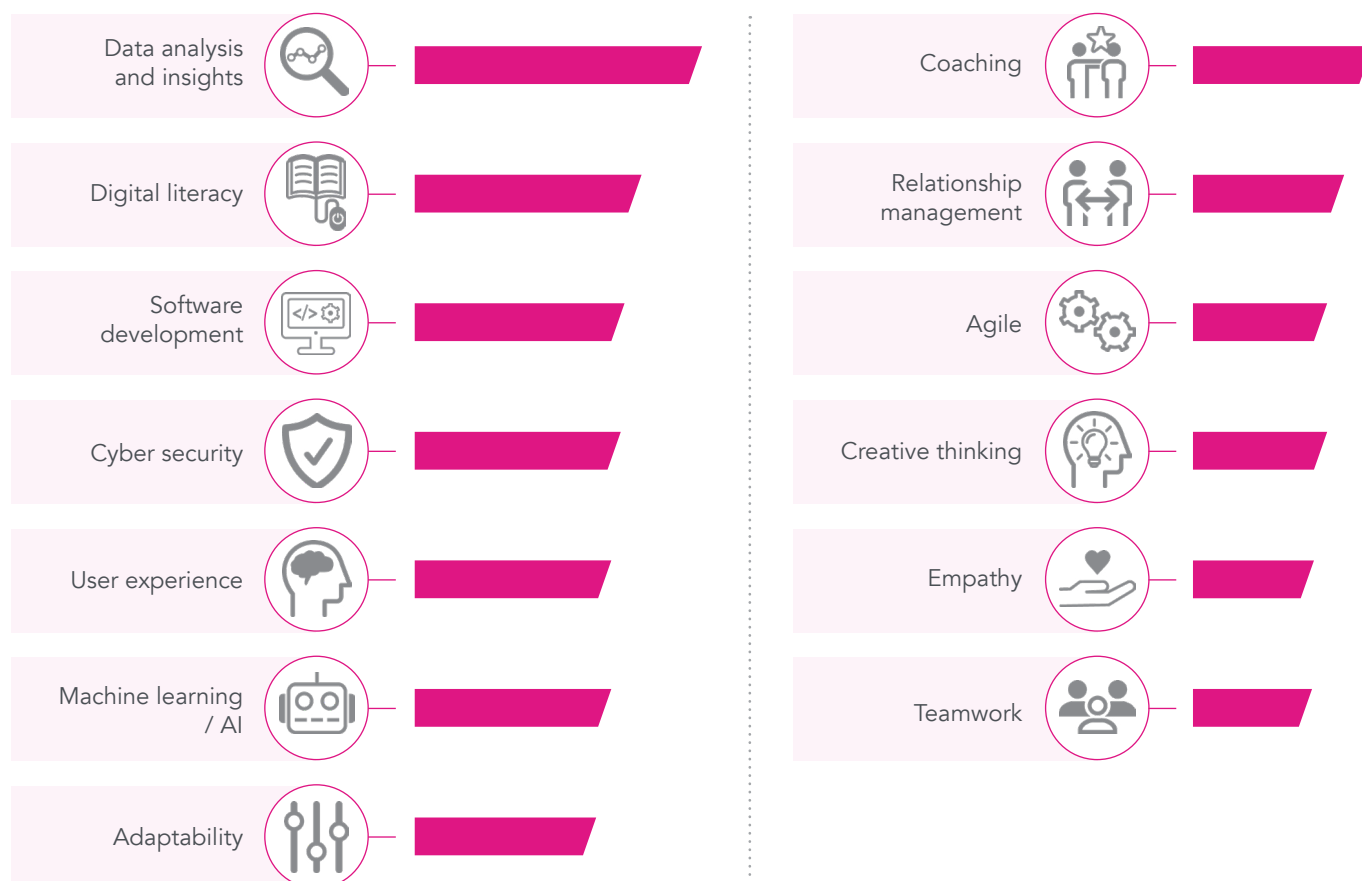 Data analysis
and insights
Digital literacy
Software
development
</>
Cyber security
User experience
Machine learning
/ AI
Adaptability
Coaching
Relationship
management
Agile
Creative thinking
Empathy
Teamwork